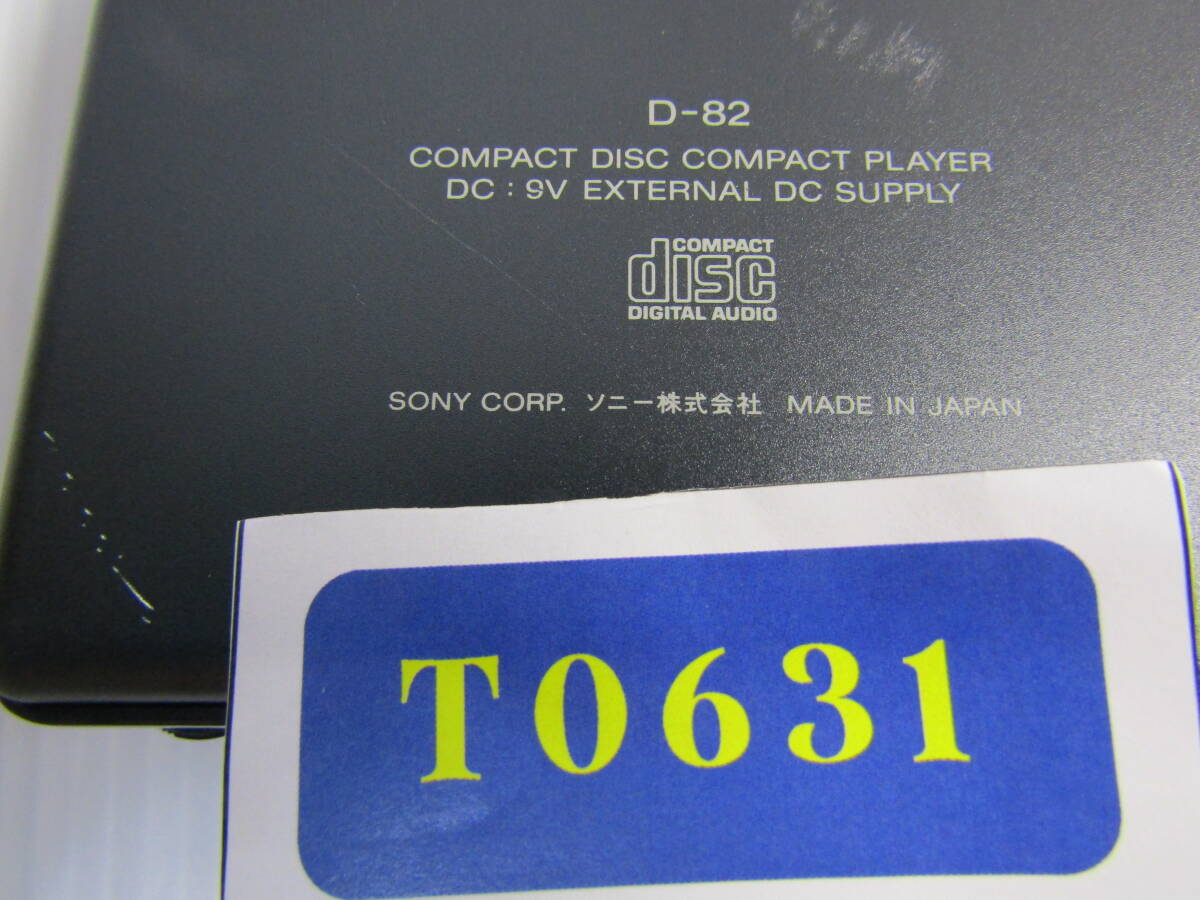 D-82
COMPACT DISC COMPACT PLAYER
DC : 9V EXTERNAL DC SUPPLY
COMPACT
disc
DIGITAL AUDIO
SONY CORP. ソニー株式会社 MADE IN JAPAN
T0631